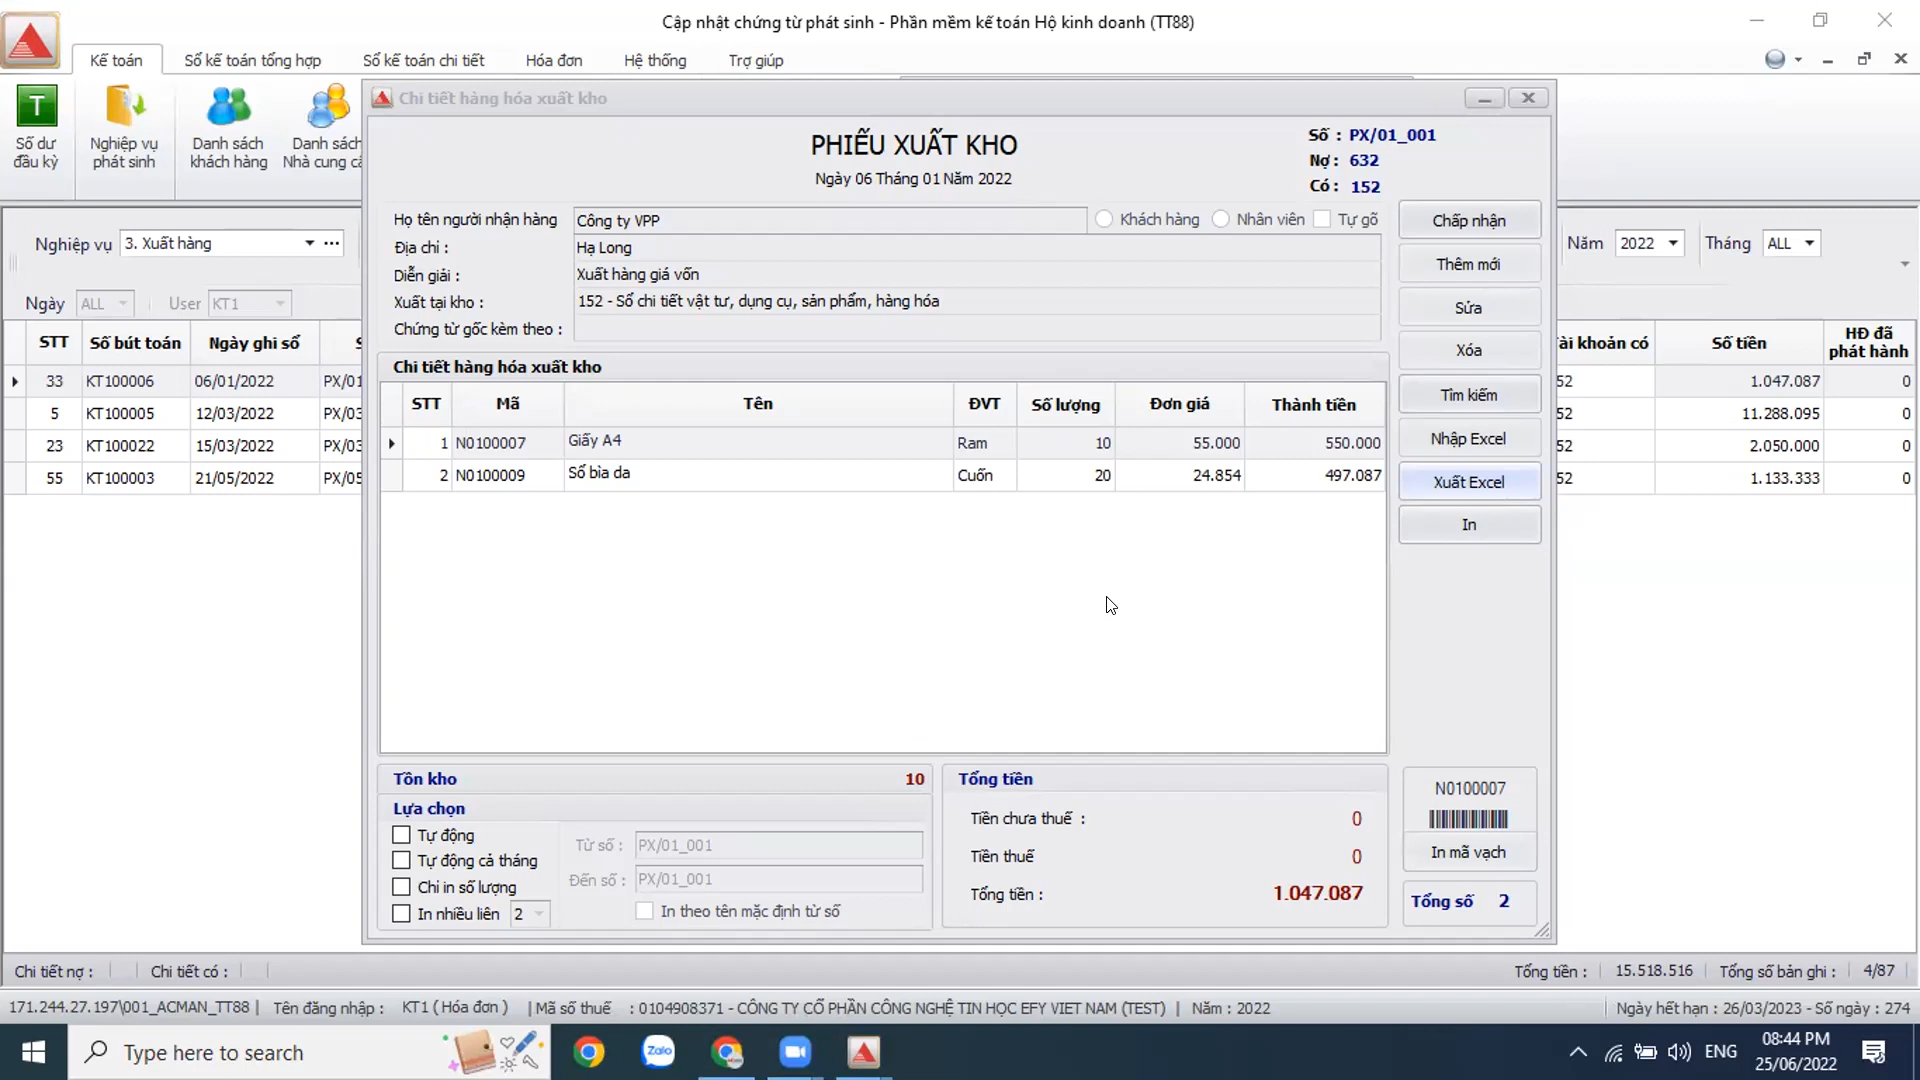 Cập nhật chứng từ phát sinh - Phần mềm kế toán Hộ kinh doanh (TT88)
Kế toán Sổ kế toán tổng hợp Sổ kế toán chi tiết Hóa đơn Hệ thống Trợ giúp
T
Số dư đầu kỳ
Nghiệp vụ phát sinh
Danh sách khách hàng
Danh sách Nhà cung cấ
Chi tiết hàng hóa xuất kho
PHIẾU XUẤT KHO
Ngày 06 Tháng 01 Năm 2022
Số : PX/01_001
Nợ : 632
Có : 152
Họ tên người nhận hàng Công ty VPP Khách hàng Nhân viên Tự gõ
Địa chỉ : Hạ Long
Diễn giải : Xuất hàng giá vốn
Xuất tại kho : 152 - Sổ chi tiết vật tư, dụng cụ, sản phẩm, hàng hóa
Chứng từ gốc kèm theo :
Chấp nhận
Thêm mới
Sửa
Xóa
Tìm kiếm
Nhập Excel
Xuất Excel
In
Nghiệp vụ 3. Xuất hàng ...
Năm 2022 Tháng ALL
Ngày ALL User KT1
STT Số bút toán Ngày ghi sổ S
33 KT100006 06/01/2022 PX/01
5 KT100005 12/03/2022 PX/03
23 KT100022 15/03/2022 PX/03
55 KT100003 21/05/2022 PX/05
ài khoản có Số tiền HĐ đã phát hành
52 1.047.087 0
52 11.288.095 0
52 2.050.000 0
52 1.133.333 0
Chi tiết hàng hóa xuất kho
STT Mã Tên ĐVT Số lượng Đơn giá Thành tiền
1 N0100007 Giấy A4 Ram 10 55.000 550.000
2 N0100009 Sổ bìa da Cuốn 20 24.854 497.087
Tồn kho 10
Lựa chọn
Tự động
Tự động cả tháng
Chỉ in số lượng
In nhiều liên 2
Từ số : PX/01_001
Đến số : PX/01_001
In theo tên mặc định từ số
Tổng tiền
Tiền chưa thuế : 0
Tiền thuế 0
Tổng tiền : 1.047.087
N0100007
In mã vạch
Tổng số 2
Chi tiết nợ : Chi tiết có : Tổng tiền : 15.518.516 Tổng số bản ghi : 4/87
171.244.27.197\001_ACMAN_TT88 | Tên đăng nhập : KT1 ( Hóa đơn ) | Mã số thuế : 0104908371 - CÔNG TY CỔ PHẦN CÔNG NGHỆ TIN HỌC EFY VIET NAM (TEST) | Năm : 2022 Ngày hết hạn : 26/03/2023 - Số ngày : 274
Type here to search
Zalo
ENG
08:44 PM
25/06/2022